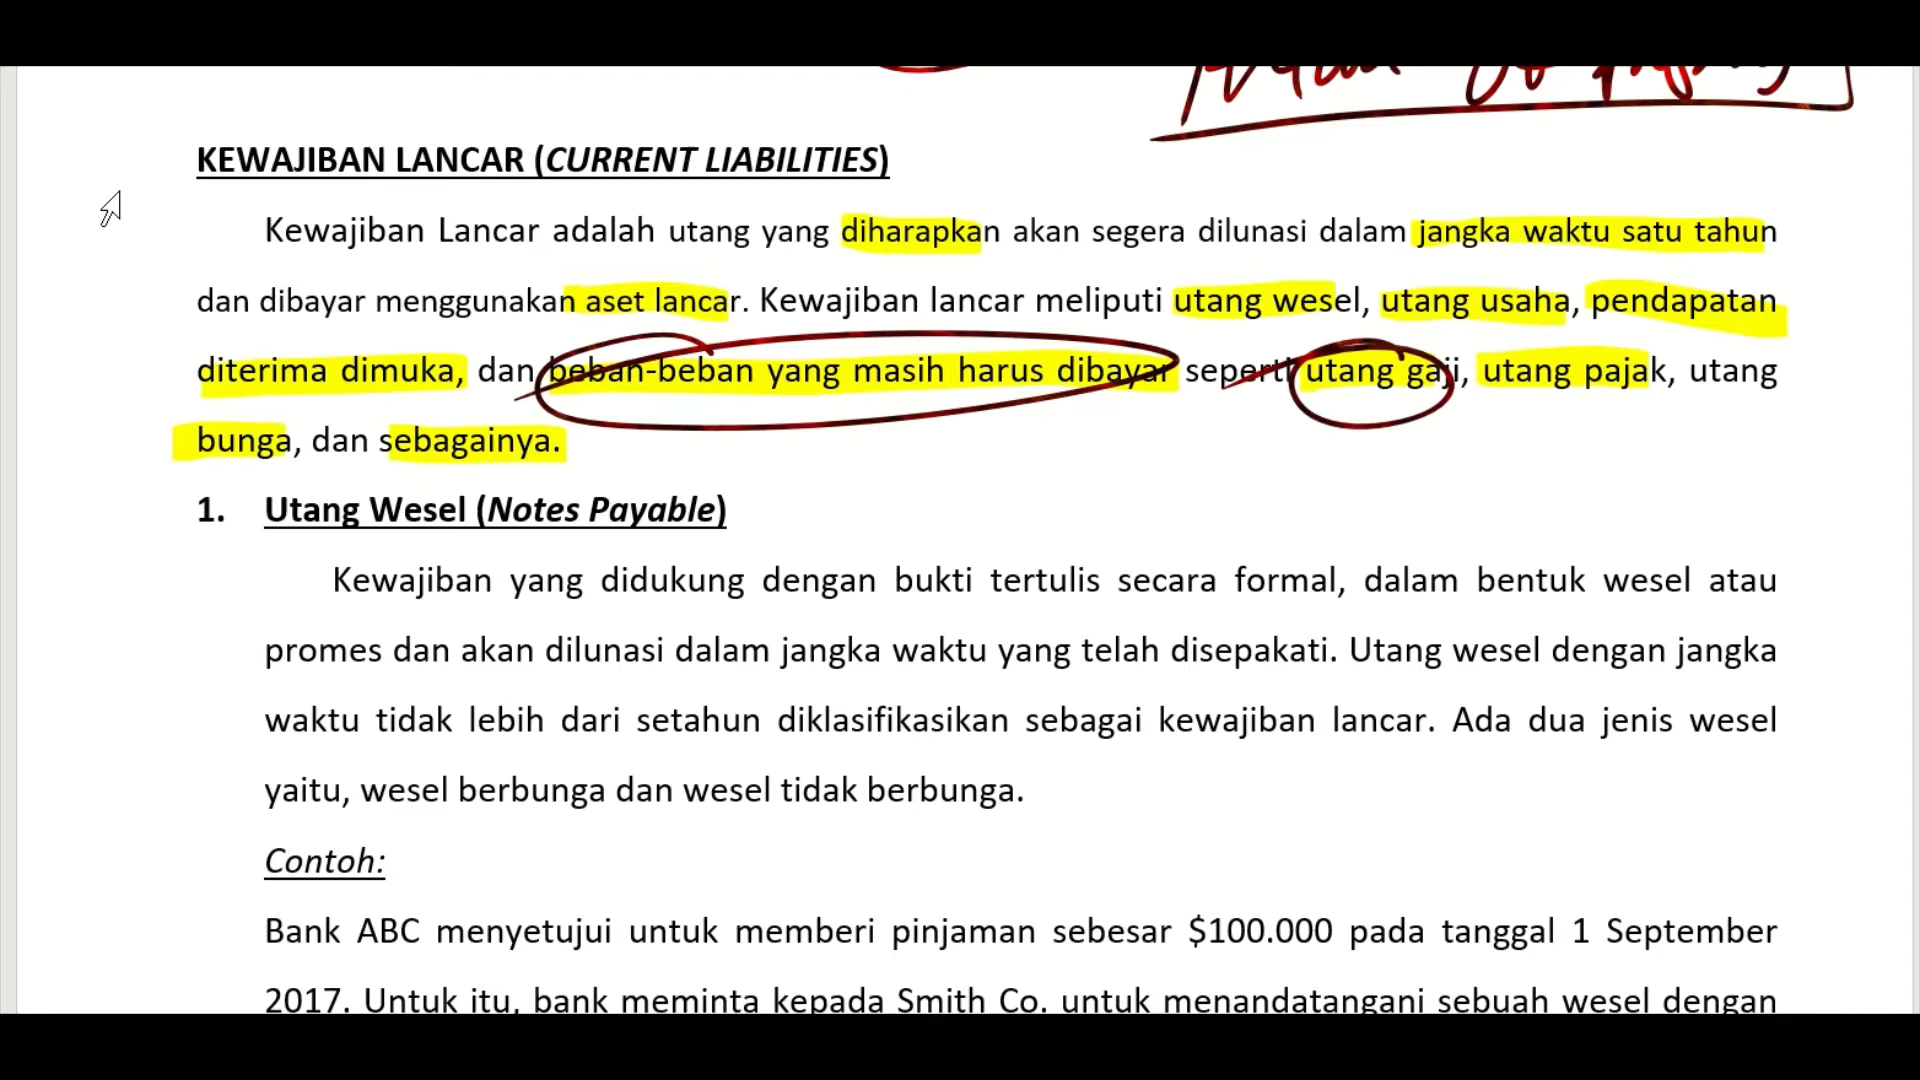 KEWAJIBAN LANCAR (CURRENT LIABILITIES)
Kewajiban Lancar adalah utang yang diharapkan akan segera dilunasi dalam jangka waktu satu tahun
dan dibayar menggunakan aset lancar. Kewajiban lancar meliputi utang wesel, utang usaha, pendapatan
diterima dimuka, dan beban-beban yang masih harus dibayar seperti utang gaji, utang pajak, utang
bunga, dan sebagainya.
1. Utang Wesel (Notes Payable)
Kewajiban yang didukung dengan bukti tertulis secara formal, dalam bentuk wesel atau
promes dan akan dilunasi dalam jangka waktu yang telah disepakati. Utang wesel dengan jangka
waktu tidak lebih dari setahun diklasifikasikan sebagai kewajiban lancar. Ada dua jenis wesel
yaitu, wesel berbunga dan wesel tidak berbunga.
Contoh:
Bank ABC menyetujui untuk memberi pinjaman sebesar $100.000 pada tanggal 1 September
2017. Untuk itu, bank meminta kepada Smith Co. untuk menandatangani sebuah wesel dengan